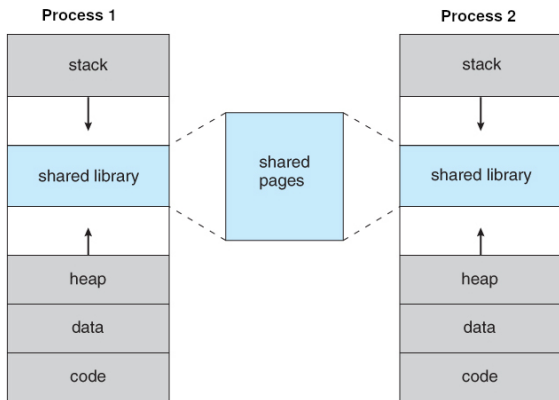 Process 1
stack
shared library
heap
data
code
shared
pages
Process 2
stack
shared library
heap
data
code